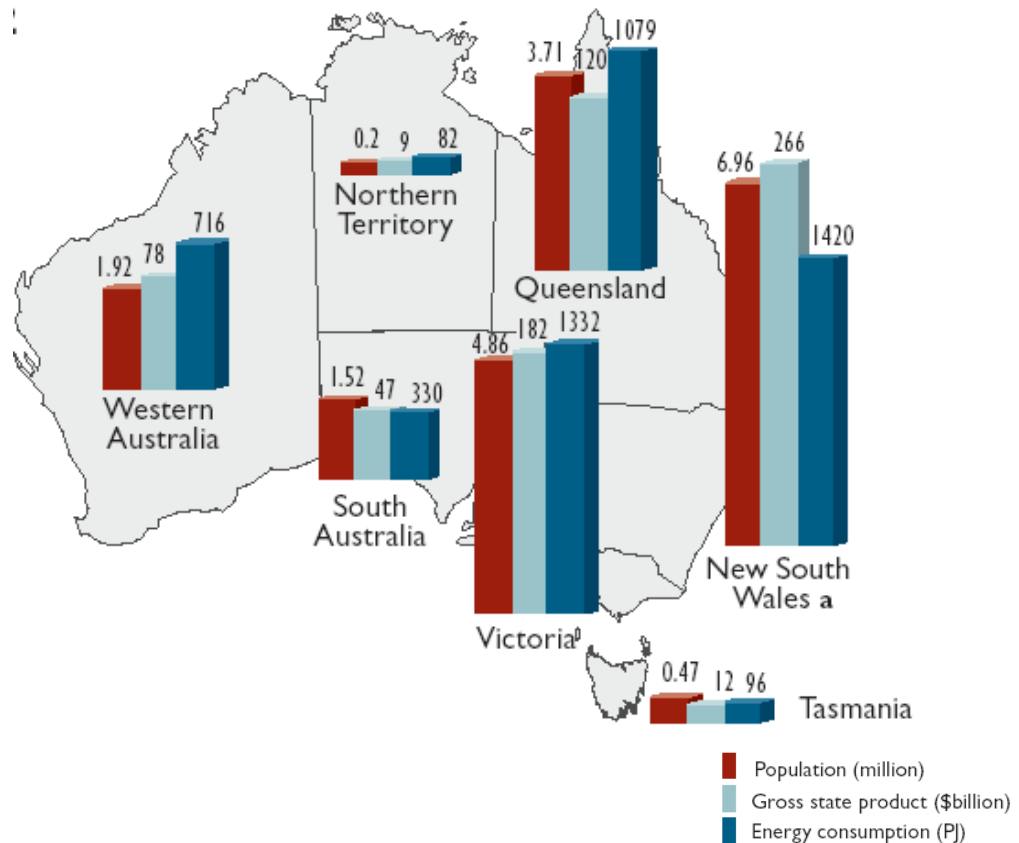 1079
3.71
120
0.2 9 82
Northern
Territory
266
6.96
716
1420
1.92 78
Queensland
4.86 182 1332
1.52 47 330
Western
Australia
South
Australia
New South
Wales a
Victoria
0.47 12 96
Tasmania
Population (million)
Gross state product ($billion)
Energy consumption (PJ)